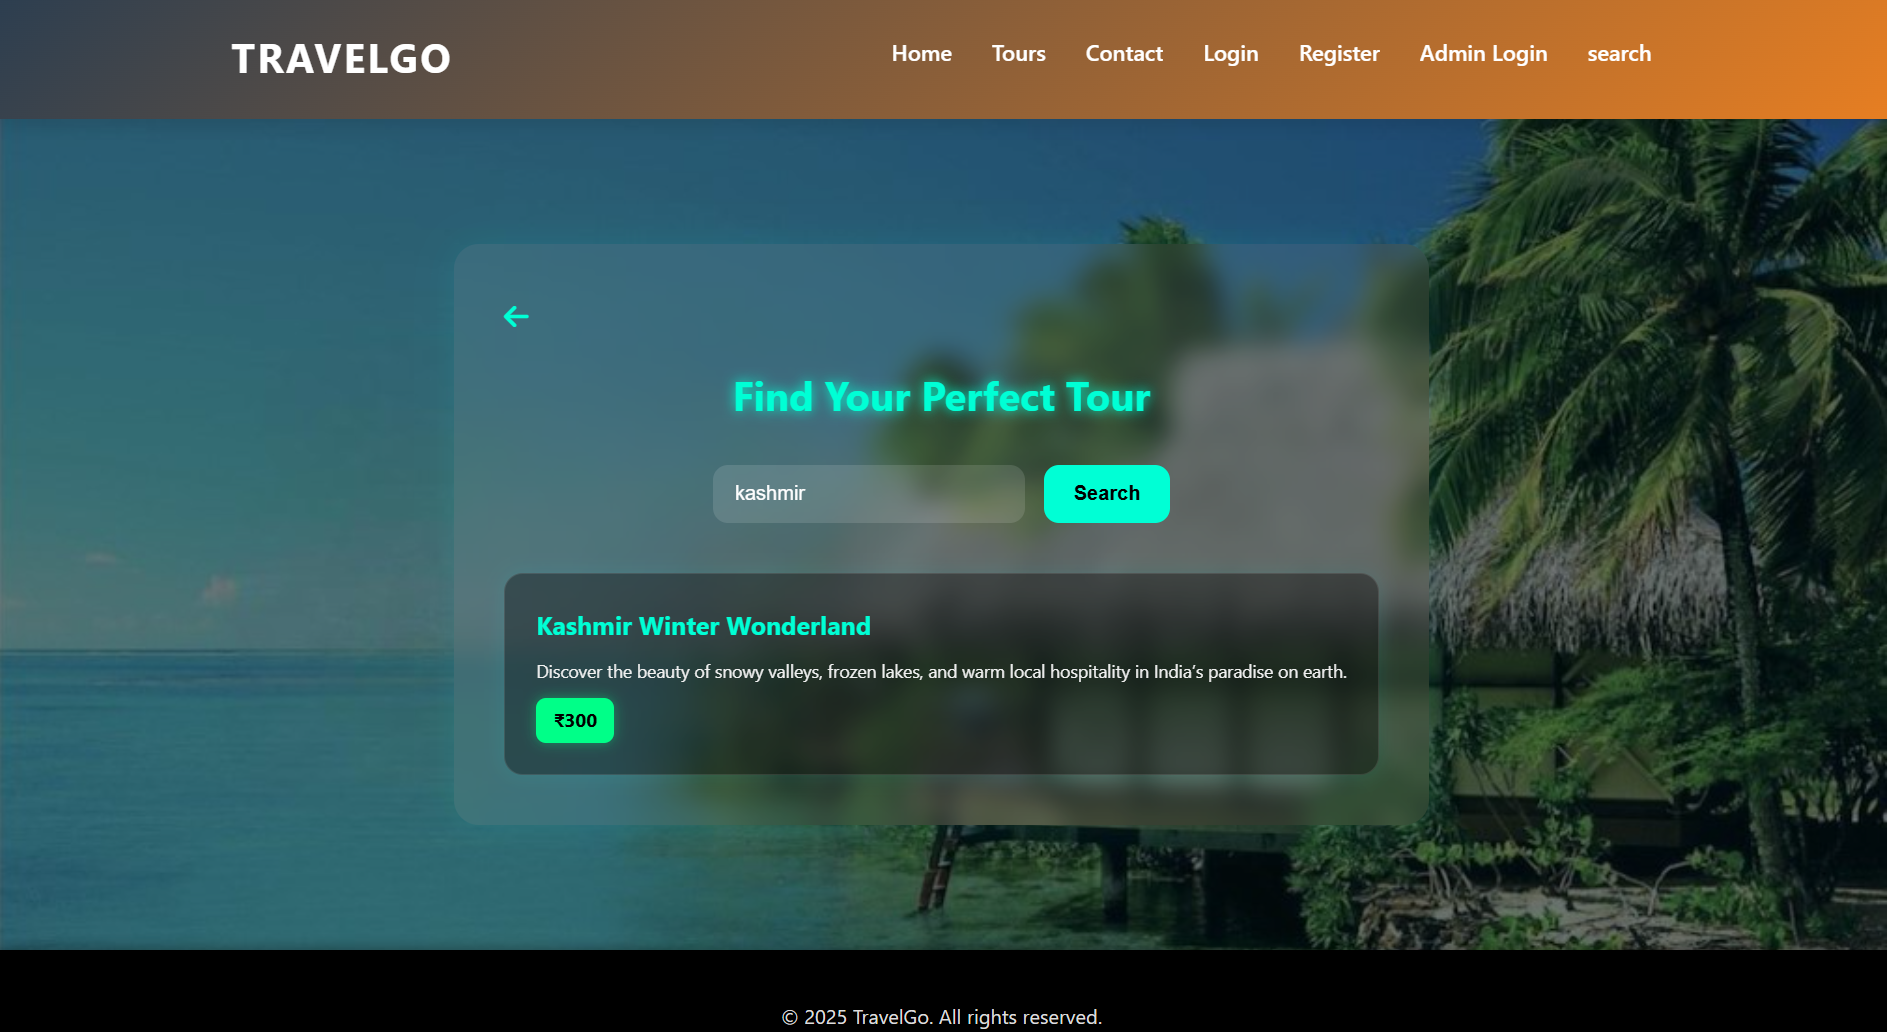 TRAVELGO
Home Tours Contact Login Register Admin Login search
Find Your Perfect Tour
kashmir Search
Kashmir Winter Wonderland
Discover the beauty of snowy valleys, frozen lakes, and warm local hospitality in India’s paradise on earth.
₹300
© 2025 TravelGo. All rights reserved.